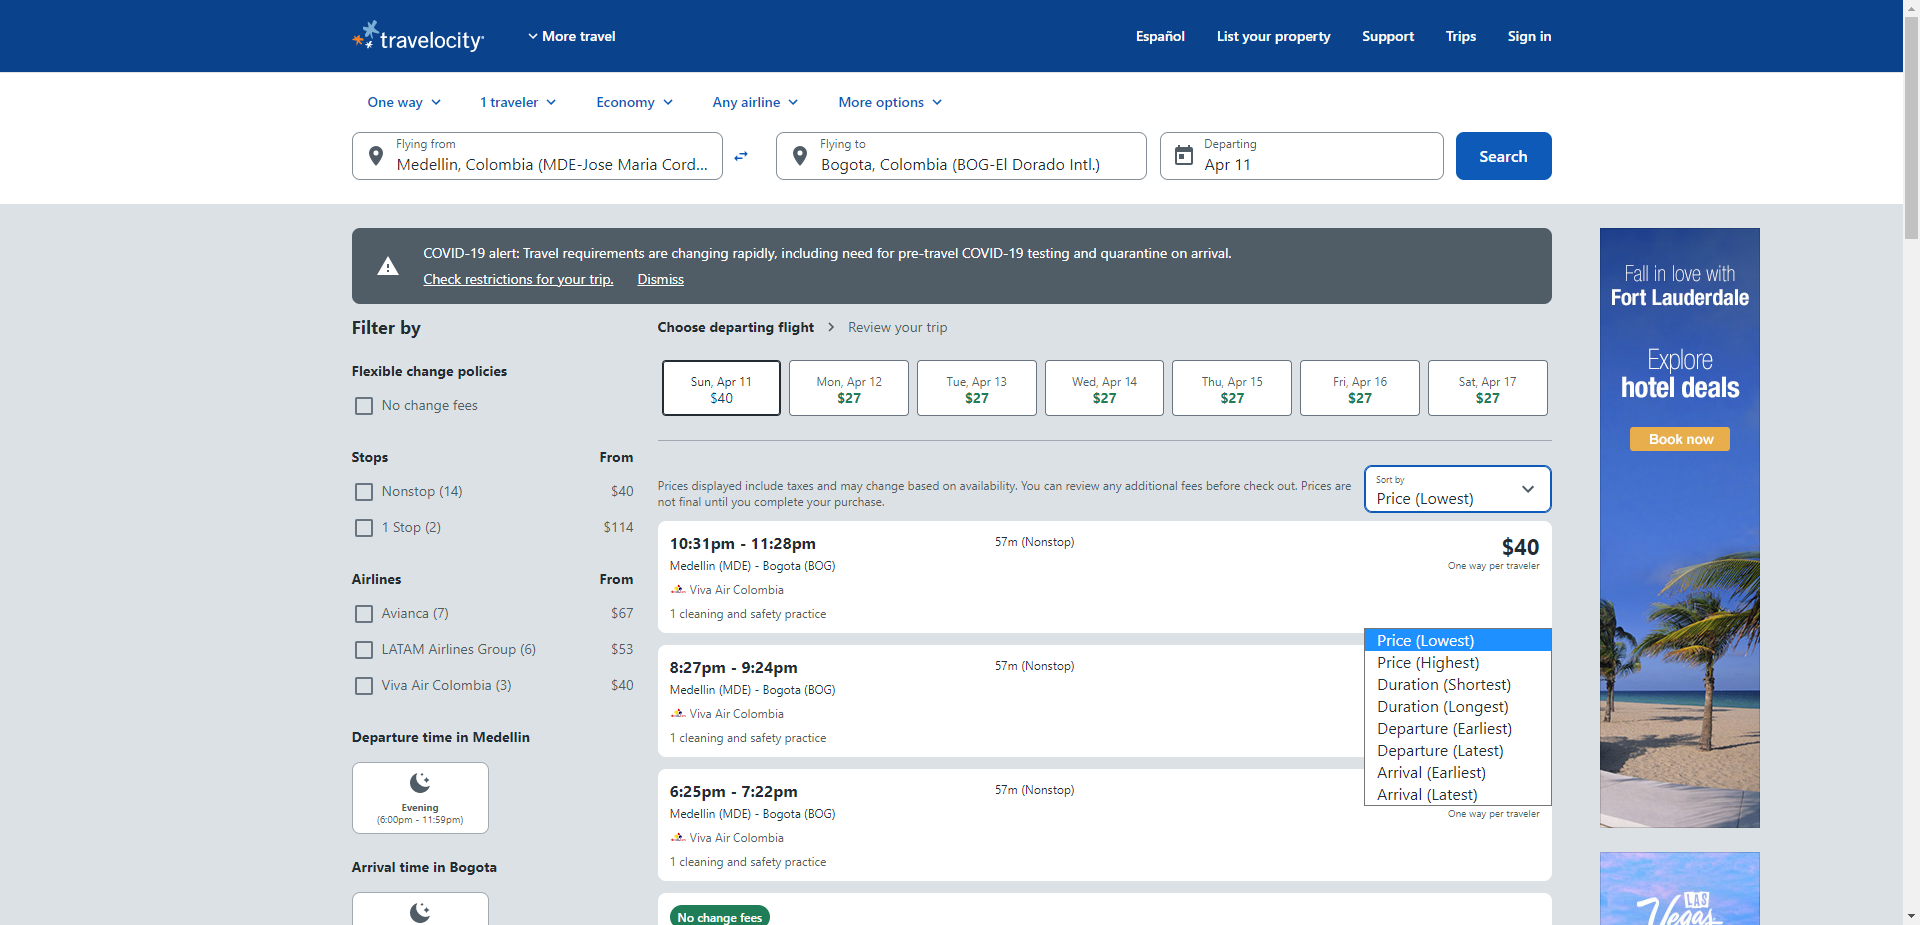 travelocity
More travel
Español
List your property
Support
Trips
Sign in
One way
1 traveler
Economy
Any airline
More options
Flying from
Medellin, Colombia (MDE-Jose Maria Cord...
Flying to
Bogota, Colombia (BOG-El Dorado Intl.)
Departing
Apr 11
Search
COVID-19 alert: Travel requirements are changing rapidly, including need for pre-travel COVID-19 testing and quarantine on arrival.
Check restrictions for your trip.
Dismiss
Filter by
Flexible change policies
No change fees
Stops From
Nonstop (14) $40
1 Stop (2) $114
Airlines From
Avianca (7) $67
LATAM Airlines Group (6) $53
Viva Air Colombia (3) $40
Departure time in Medellin
Evening
(6:00pm - 11:59pm)
Arrival time in Bogota
Choose departing flight
Review your trip
Sun, Apr 11
$40
Mon, Apr 12
$27
Tue, Apr 13
$27
Wed, Apr 14
$27
Thu, Apr 15
$27
Fri, Apr 16
$27
Sat, Apr 17
$27
Prices displayed include taxes and may change based on availability. You can review any additional fees before check out. Prices are
not final until you complete your purchase.
Sort by
Price (Lowest)
10:31pm - 11:28pm
57m (Nonstop)
$40
Medellin (MDE) - Bogota (BOG)
One way per traveler
Viva Air Colombia
1 cleaning and safety practice
8:27pm - 9:24pm
57m (Nonstop)
Medellin (MDE) - Bogota (BOG)
Viva Air Colombia
1 cleaning and safety practice
6:25pm - 7:22pm
57m (Nonstop)
Medellin (MDE) - Bogota (BOG)
One way per traveler
Viva Air Colombia
1 cleaning and safety practice
No change fees
Price (Lowest)
Price (Highest)
Duration (Shortest)
Duration (Longest)
Departure (Earliest)
Departure (Latest)
Arrival (Earliest)
Arrival (Latest)
Fall in love with
Fort Lauderdale
Explore
hotel deals
Book now
LAS
Vegas